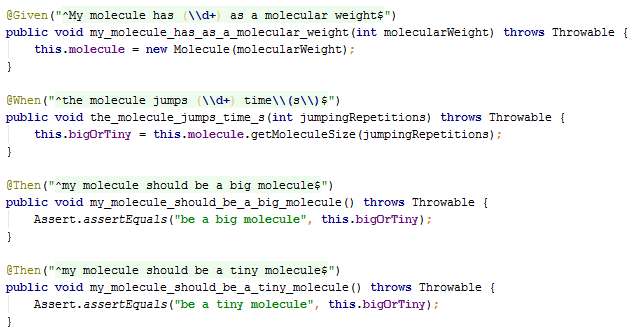 @Given("^My molecule has (\\d+) as a molecular weight$")
public void my_molecule_has_as_a_molecular_weight(int molecularWeight) throws Throwable {
    this.molecule = new Molecule(molecularWeight);
}
@When("^the molecule jumps (\\d+) time\\(s\\)$")
public void the_molecule_jumps_time_s(int jumpingRepetitions) throws Throwable {
    this.bigOrTiny = this.molecule.getMoleculeSize(jumpingRepetitions);
}
@Then("^my molecule should be a big molecule$")
public void my_molecule_should_be_a_big_molecule() throws Throwable {
    Assert.assertEquals("be a big molecule", this.bigOrTiny);
}
@Then("^my molecule should be a tiny molecule$")
public void my_molecule_should_be_a_tiny_molecule() throws Throwable {
    Assert.assertEquals("be a tiny molecule", this.bigOrTiny);
}